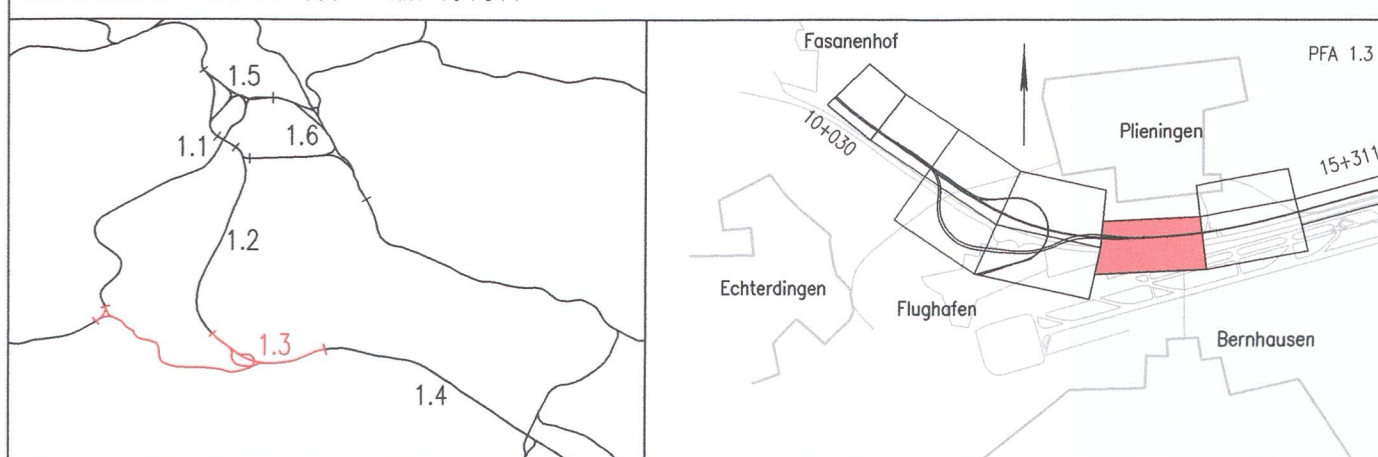 1.5
1.6
1.1
1.2
1.3
1.4
Fasanenhof
PFA 1.3
10+030
Plieningen
15+311
Echterdingen
Flughafen
Bernhausen